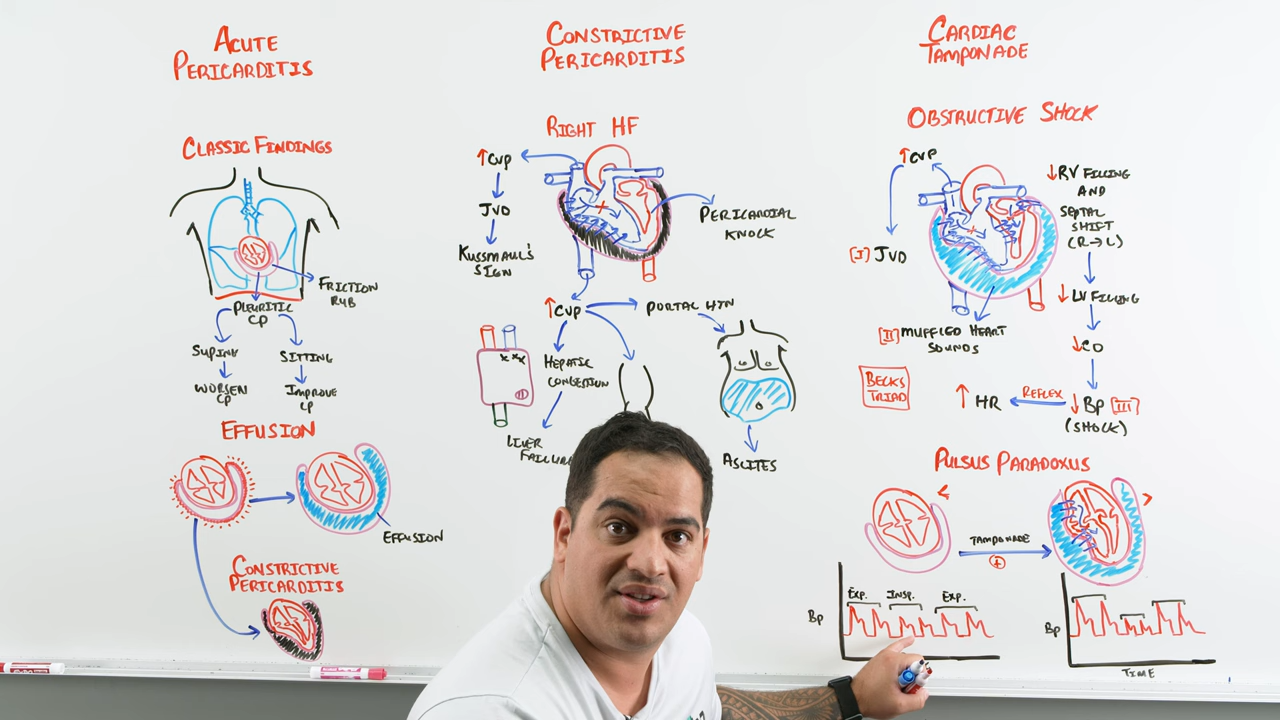 ACUTE
PERICARDITIS
CLASSIC FINDINGS
FRICTION
RUB
PLEURITIC
CP
SUPINE
WORSEN
CP
SITTING
IMPROVE
CP
EFFUSION
EFFUSION
CONSTRICTIVE
PERICARDITIS
CONSTRICTIVE
PERICARDITIS
RIGHT HF
↑CVP
JVD
KUSSMAUL'S
SIGN
PERICARDIAL
KNOCK
↑CVP
PORTAL HTN
HEPATIC
CONGESTION
LIVER
ASCITES
CARDIAC
TAMPONADE
OBSTRUCTIVE SHOCK
↑CVP
[I] JVD
↓RV FILLING
AND
SEPTAL
SHIFT
(R→L)
↓LV FILLING
↓CO
[II] MUFFLED HEART
SOUNDS
BECKS
TRIAD
↑ HR
REFLEX
↓BP [III]
(SHOCK)
PULSUS PARADOXUS
<
TAMPONADE
+
>
BP
EXP.
INSP.
EXP.
BP
TIME